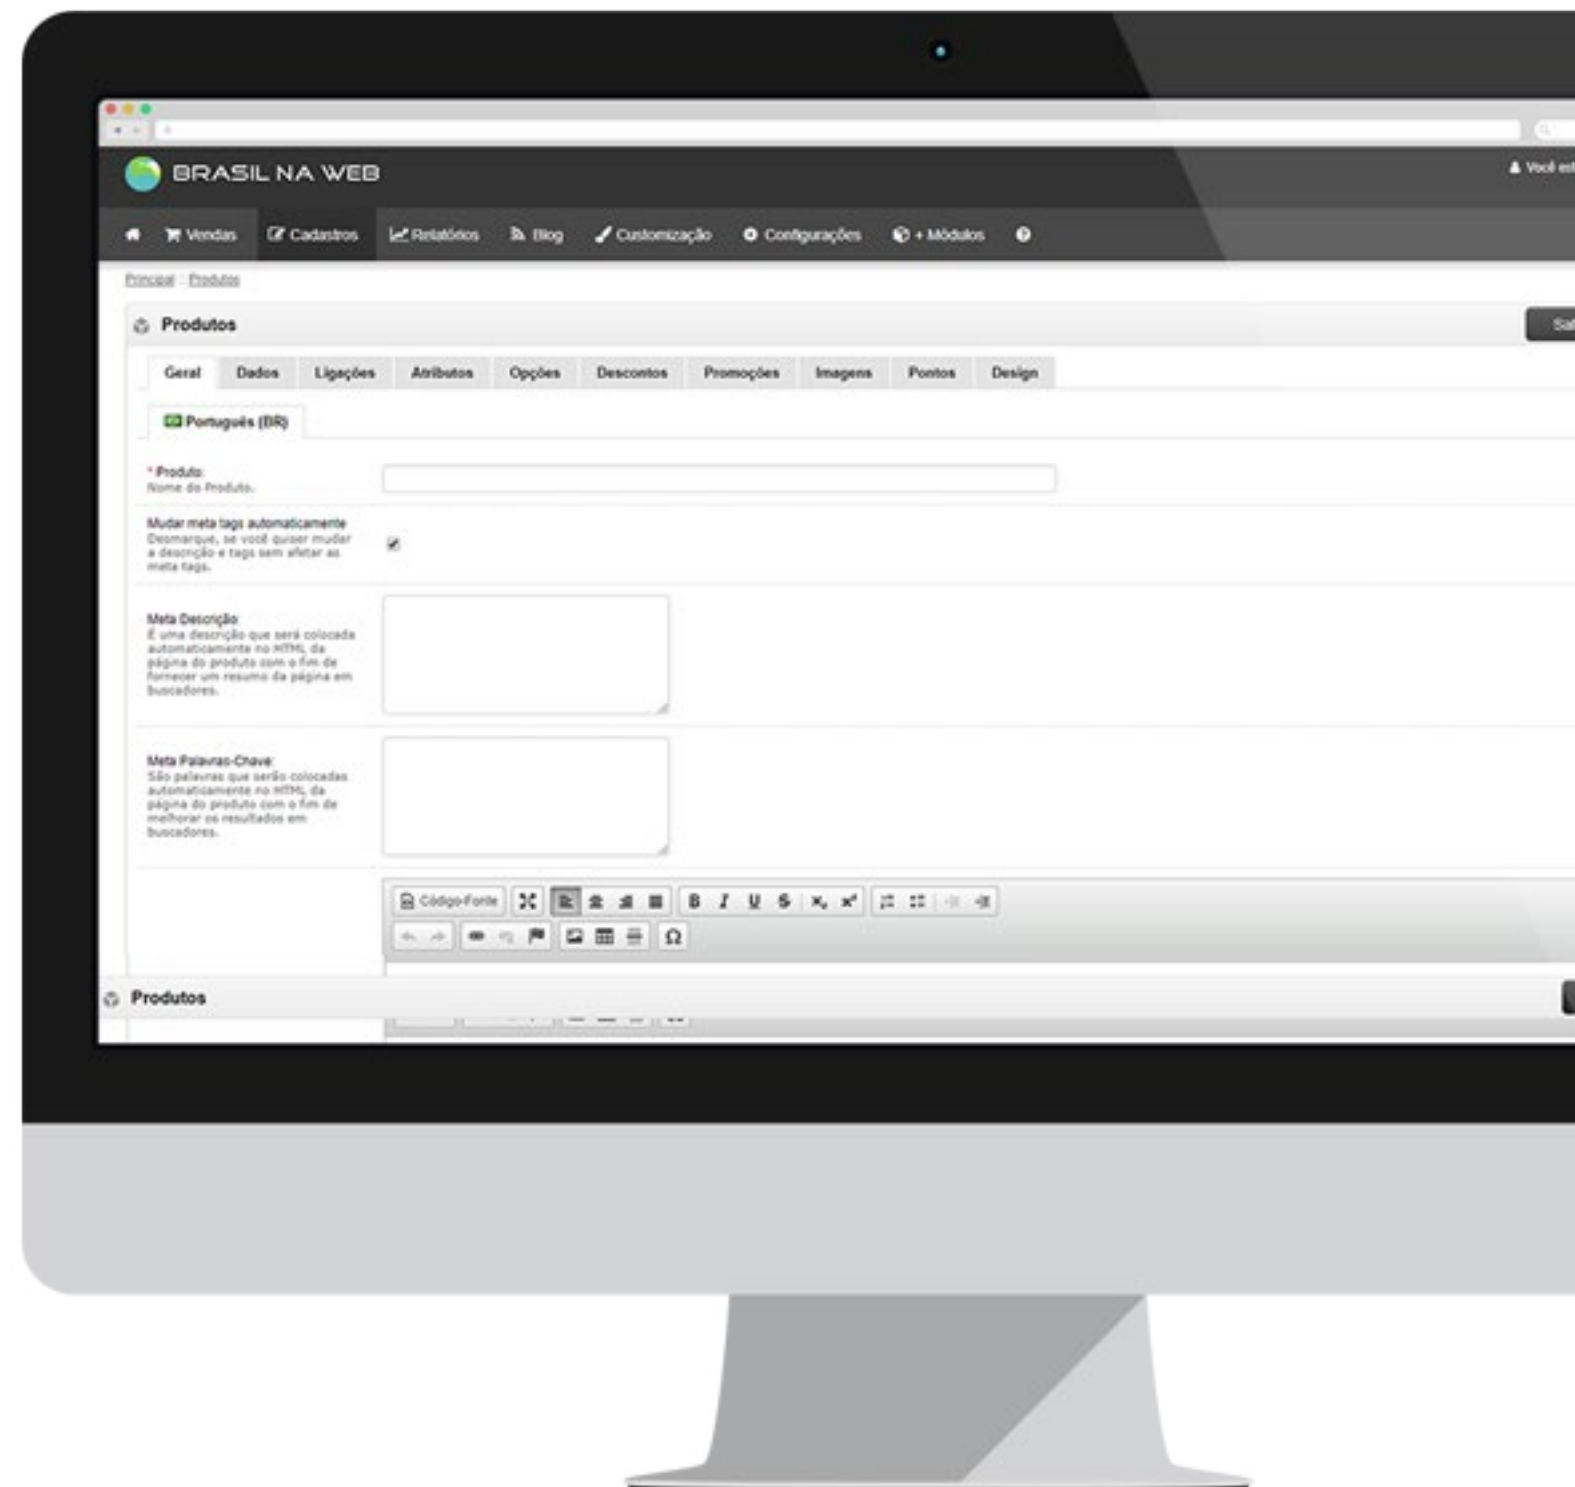 BRASIL NA WEB
Você est
Vendas Cadastros Relatórios Blog Customização Configurações + Módulos
Principal :: Produtos
Produtos
Sal
Geral Dados Ligações Atributos Opções Descontos Promoções Imagens Pontos Design
Português (BR)
* Produto:
Nome do Produto.
Mudar meta tags automaticamente
Desmarque, se você quiser mudar
a descrição e tags sem afetar as
meta tags.
Meta Descrição:
É uma descrição que será colocada
automaticamente no HTML da
página do produto com o fim de
fornecer um resumo da página em
buscadores.
Meta Palavras-Chave:
São palavras que serão colocadas
automaticamente no HTML da
página do produto com o fim de
melhorar os resultados em
buscadores.
Código-Fonte B I U S x₂ x²
Ω
Produtos